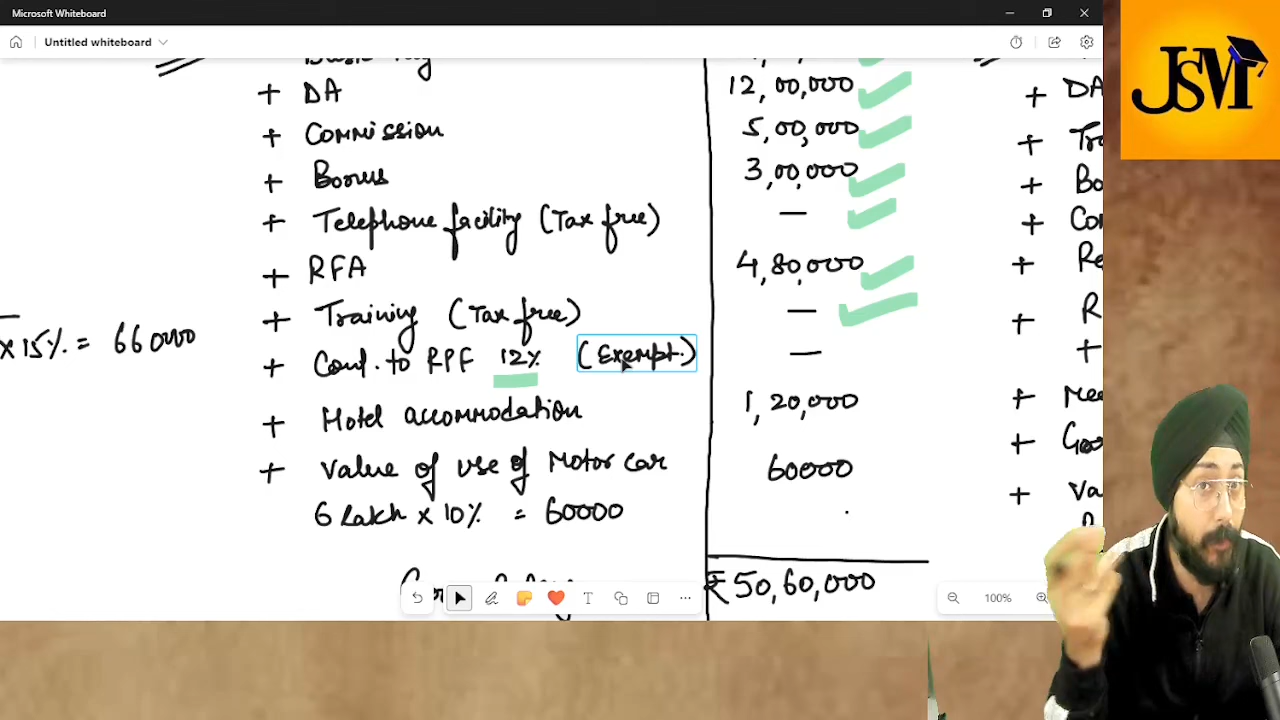 Microsoft Whiteboard
Untitled whiteboard
JSM
+ DA 12,00,000
+ Commission 5,00,000
+ Bonus 3,00,000
+ Telephone facility (Tax free) —
+ RFA 4,80,000
+ Training (Tax free) —
x 15% = 66000
+ Cont. to RPF 12% (Exempt.) —
+ Hotel accommodation 1,20,000
+ Value of use of Motor car 60000
6 Lakh x 10% = 60000
₹50,60,000
+ DA
+
+ Bo
+ Co
+ Re
+ R
+
+ Mee
+ Goo
+ Va
100%